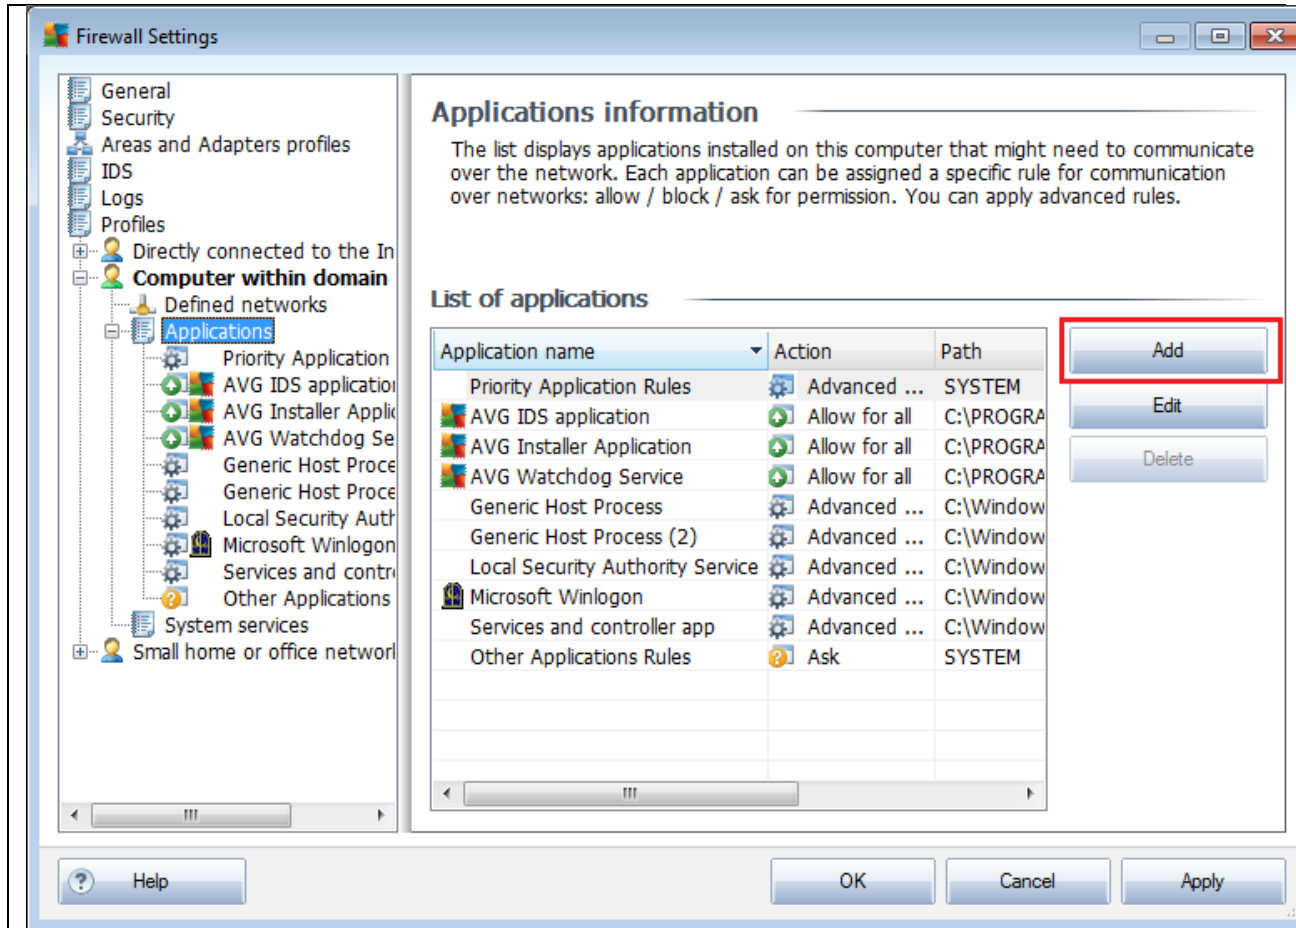 Firewall Settings
General
Security
Areas and Adapters profiles
IDS
Logs
Profiles
Directly connected to the In
Computer within domain
Defined networks
Applications
Priority Application
AVG IDS application
AVG Installer Applic
AVG Watchdog Se
Generic Host Proce
Generic Host Proce
Local Security Auth
Microsoft Winlogon
Services and contro
Other Applications
System services
Small home or office network
Applications information
The list displays applications installed on this computer that might need to communicate
over the network. Each application can be assigned a specific rule for communication
over networks: allow / block / ask for permission. You can apply advanced rules.
List of applications
Application name Action Path
Priority Application Rules Advanced ... SYSTEM
AVG IDS application Allow for all C:\PROGRA
AVG Installer Application Allow for all C:\PROGRA
AVG Watchdog Service Allow for all C:\PROGRA
Generic Host Process Advanced ... C:\Window
Generic Host Process (2) Advanced ... C:\Window
Local Security Authority Service Advanced ... C:\Window
Microsoft Winlogon Advanced ... C:\Window
Services and controller app Advanced ... C:\Window
Other Applications Rules Ask SYSTEM
Add
Edit
Delete
Help
OK
Cancel
Apply